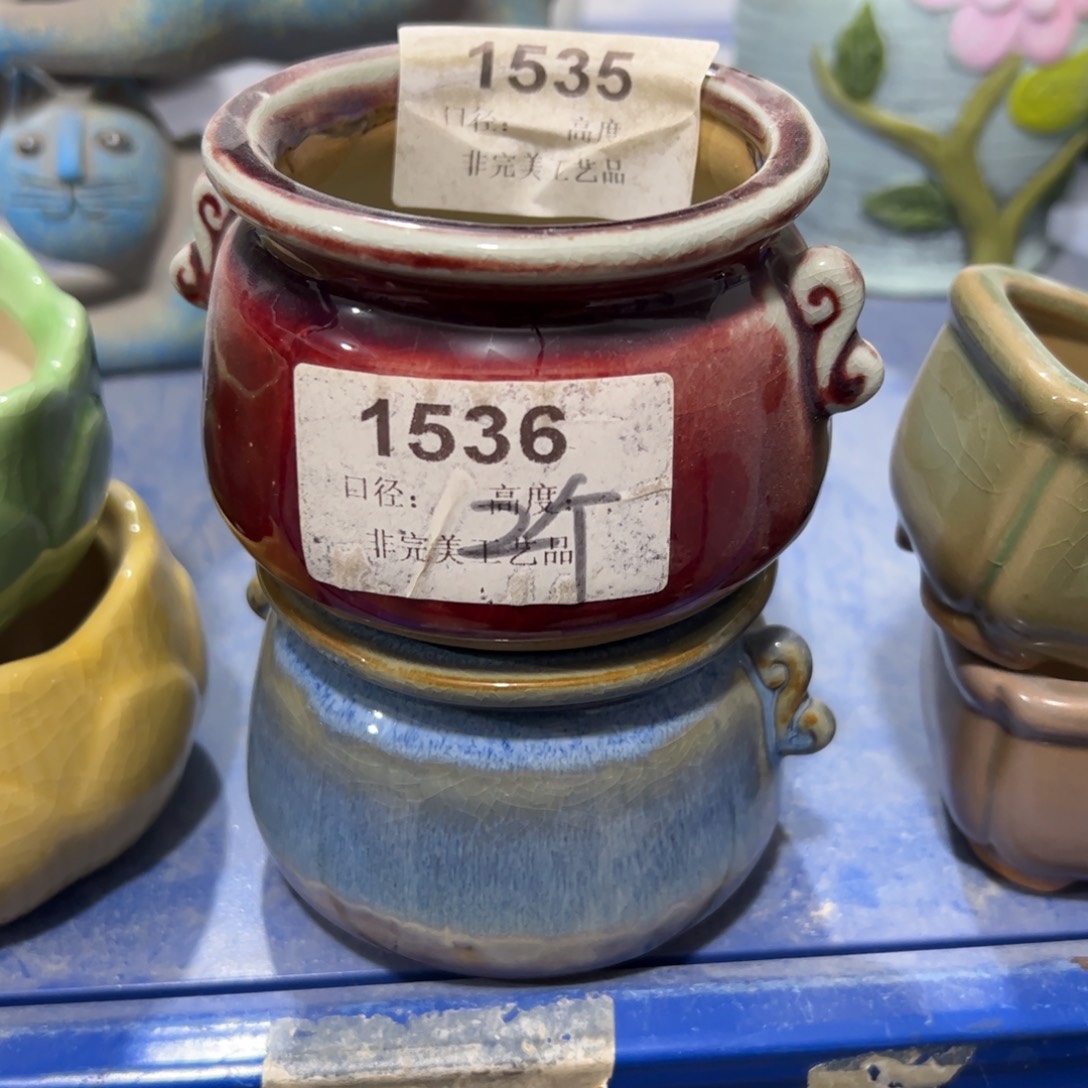 1535
口径： 高度
非完美工艺品
1536
口径： 高度：
非完美工艺品